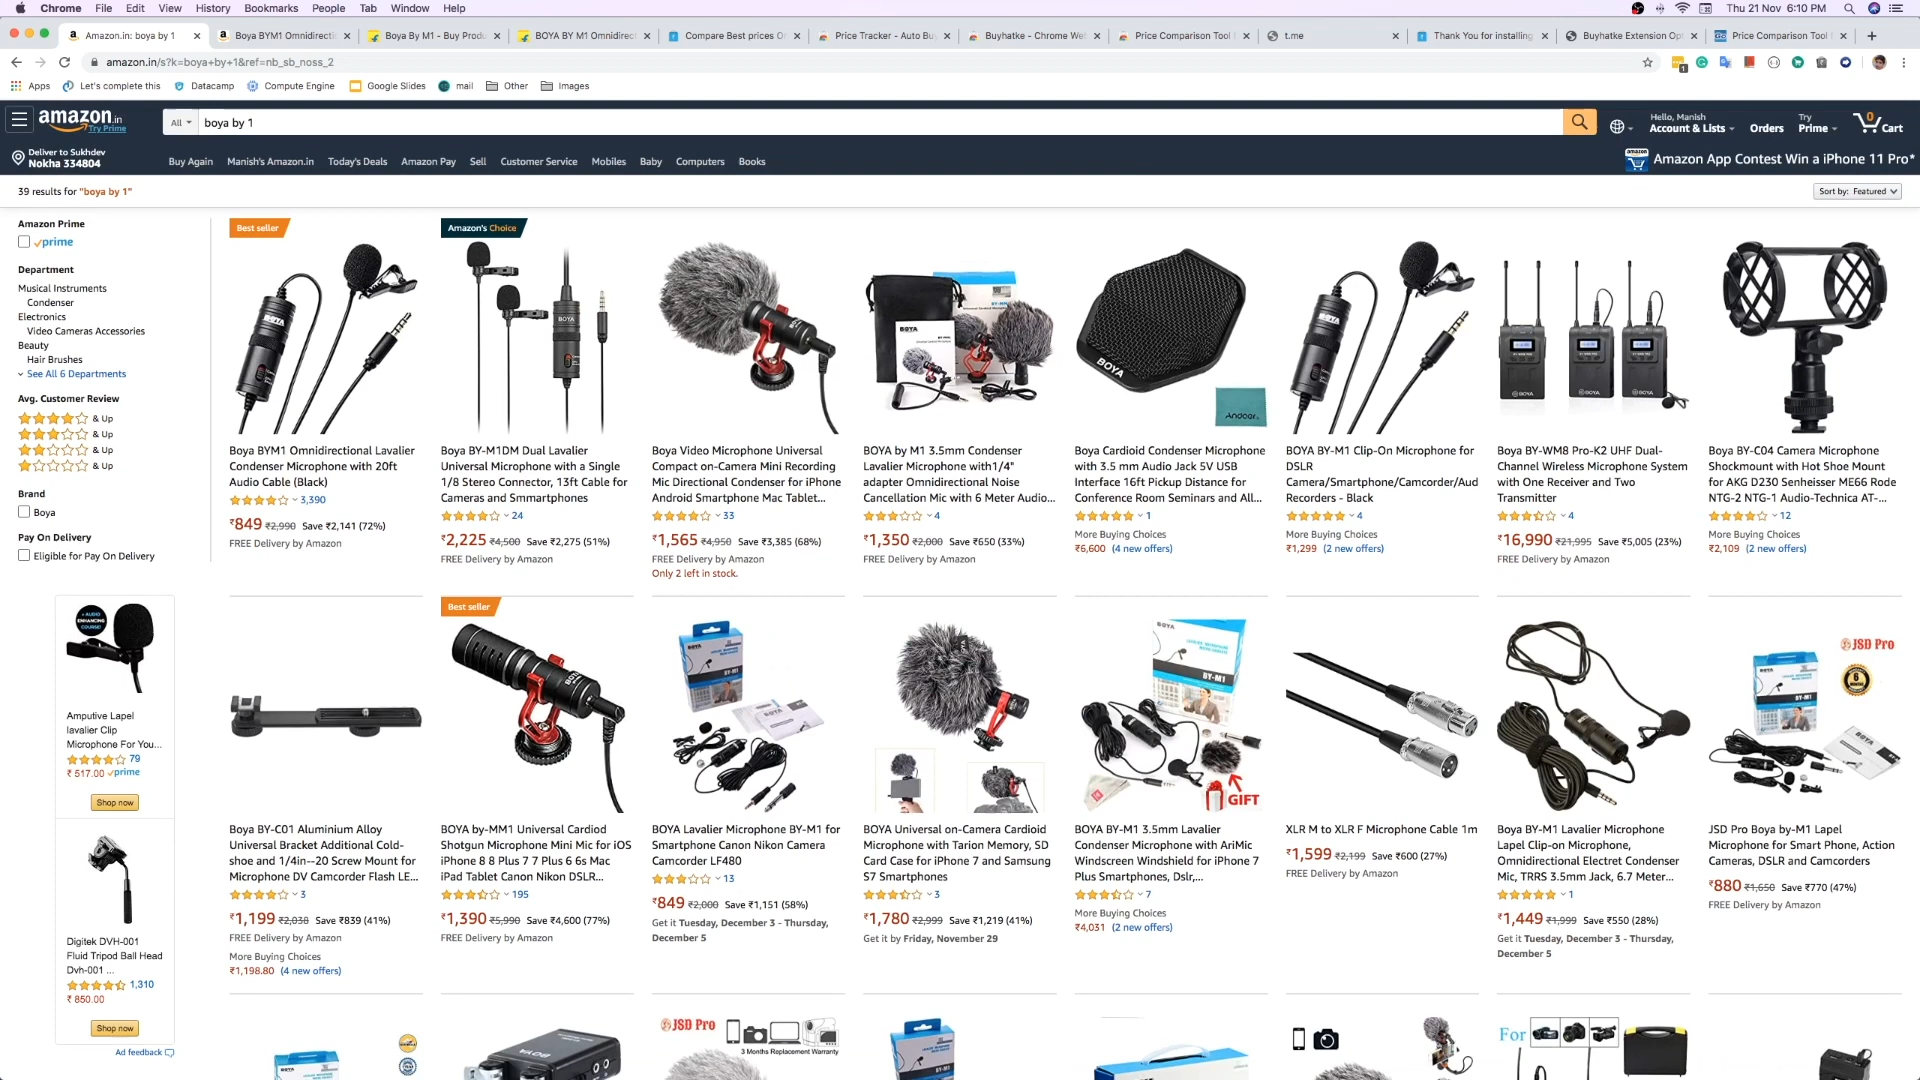 Chrome File Edit View History Bookmarks People Tab Window Help
Thu 21 Nov 6:10 PM
Amazon.in: boya by 1
Boya BYM1 Omnidirecti
Boya By M1 - Buy Produ
BOYA BY M1 Omnidirect
Compare Best prices O
Price Tracker - Auto Bu
Buyhatke - Chrome We
Price Comparison Tool
t.me
Thank You for installing
Buyhatke Extension Op
Price Comparison Tool
amazon.in/s?k=boya+by+1&ref=nb_sb_noss_2
Apps Let's complete this Datacamp Compute Engine Google Slides mail Other Images
amazon.in
Try Prime
All
boya by 1
Hello, Manish
Account & Lists
Orders
Try
Prime
0
Cart
Deliver to Sukhdev
Nokha 334804
Buy Again Manish's Amazon.in Today's Deals Amazon Pay Sell Customer Service Mobiles Baby Computers Books
Amazon App Contest Win a iPhone 11 Pro*
39 results for "boya by 1"
Sort by: Featured
Amazon Prime
prime
Department
Musical Instruments
Condenser
Electronics
Video Cameras Accessories
Beauty
Hair Brushes
See All 6 Departments
Avg. Customer Review
& Up
& Up
& Up
& Up
Brand
Boya
Pay On Delivery
Eligible for Pay On Delivery
Amputive Lapel
lavalier Clip
Microphone For You...
79
₹ 517.00 prime
Shop now
Digitek DVH-001
Fluid Tripod Ball Head
Dvh-001 ...
1,310
₹ 850.00
Shop now
Ad feedback
Best seller
Boya BYM1 Omnidirectional Lavalier
Condenser Microphone with 20ft
Audio Cable (Black)
3,390
₹849 ₹2,990 Save ₹2,141 (72%)
FREE Delivery by Amazon
Amazon's Choice
BOYA
Boya BY-M1DM Dual Lavalier
Universal Microphone with a Single
1/8 Stereo Connector, 13ft Cable for
Cameras and Smmartphones
24
₹2,225 ₹4,500 Save ₹2,275 (51%)
FREE Delivery by Amazon
Boya Video Microphone Universal
Compact on-Camera Mini Recording
Mic Directional Condenser for iPhone
Android Smartphone Mac Tablet...
33
₹1,565 ₹4,950 Save ₹3,385 (68%)
FREE Delivery by Amazon
Only 2 left in stock.
BOYA
BOYA by M1 3.5mm Condenser
Lavalier Microphone with1/4"
adapter Omnidirectional Noise
Cancellation Mic with 6 Meter Audio...
4
₹1,350 ₹2,000 Save ₹650 (33%)
FREE Delivery by Amazon
BOYA
Andoer
Boya Cardioid Condenser Microphone
with 3.5 mm Audio Jack 5V USB
Interface 16ft Pickup Distance for
Conference Room Seminars and All...
1
More Buying Choices
₹6,600 (4 new offers)
BOYA
BOYA BY-M1 Clip-On Microphone for
DSLR
Camera/Smartphone/Camcorder/Aud
Recorders - Black
4
More Buying Choices
₹1,299 (2 new offers)
BOYA
BOYA
BOYA
Boya BY-WM8 Pro-K2 UHF Dual-
Channel Wireless Microphone System
with One Receiver and Two
Transmitter
4
₹16,990 ₹21,995 Save ₹5,005 (23%)
FREE Delivery by Amazon
Boya BY-C04 Camera Microphone
Shockmount with Hot Shoe Mount
for AKG D230 Senheisser ME66 Rode
NTG-2 NTG-1 Audio-Technica AT-...
12
More Buying Choices
₹2,109 (2 new offers)
Boya BY-C01 Aluminium Alloy
Universal Bracket Additional Cold-
shoe and 1/4in--20 Screw Mount for
Microphone DV Camcorder Flash LE...
3
₹1,199 ₹2,038 Save ₹839 (41%)
FREE Delivery by Amazon
More Buying Choices
₹1,198.80 (4 new offers)
Best seller
BOYA by-MM1 Universal Cardiod
Shotgun Microphone Mini Mic for iOS
iPhone 8 8 Plus 7 7 Plus 6 6s Mac
iPad Tablet Canon Nikon DSLR...
195
₹1,390 ₹5,990 Save ₹4,600 (77%)
FREE Delivery by Amazon
BOYA
BY-M1
BOYA Lavalier Microphone BY-M1 for
Smartphone Canon Nikon Camera
Camcorder LF480
13
₹849 ₹2,000 Save ₹1,151 (58%)
Get it Tuesday, December 3 - Thursday,
December 5
BOYA Universal on-Camera Cardioid
Microphone with Tarion Memory, SD
Card Case for iPhone 7 and Samsung
S7 Smartphones
3
₹1,780 ₹2,999 Save ₹1,219 (41%)
Get it by Friday, November 29
BOYA
BY-M1
GIFT
BOYA BY-M1 3.5mm Lavalier
Condenser Microphone with AriMic
Windscreen Windshield for iPhone 7
Plus Smartphones, Dslr,...
7
More Buying Choices
₹4,031 (2 new offers)
XLR M to XLR F Microphone Cable 1m
₹1,599 ₹2,199 Save ₹600 (27%)
FREE Delivery by Amazon
Boya BY-M1 Lavalier Microphone
Lapel Clip-on Microphone,
Omnidirectional Electret Condenser
Mic, TRRS 3.5mm Jack, 6.7 Meter...
1
₹1,449 ₹1,999 Save ₹550 (28%)
Get it Tuesday, December 3 - Thursday,
December 5
JSD Pro
BOYA
6
BY-M1
JSD Pro Boya by-M1 Lapel
Microphone for Smart Phone, Action
Cameras, DSLR and Camcorders
₹880 ₹1,650 Save ₹770 (47%)
FREE Delivery by Amazon
BOYA
JSD Pro
3 Months Replacement Warranty
BY-M1
For